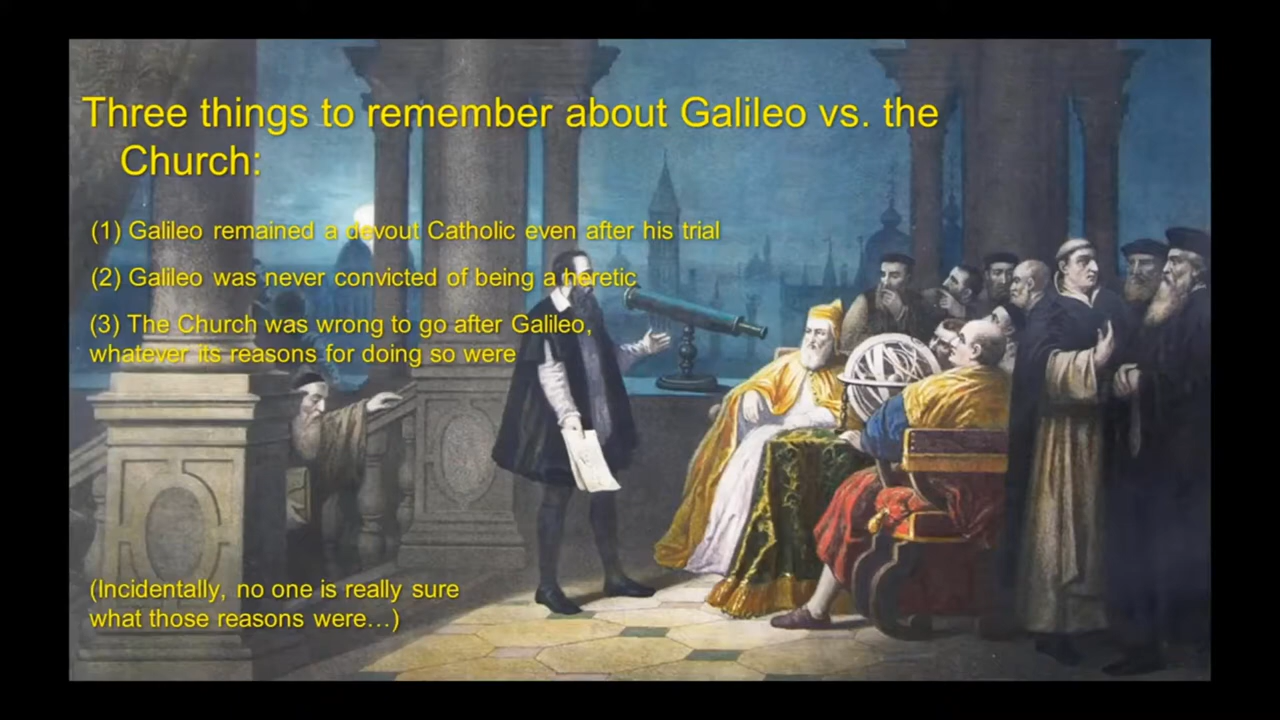 Three things to remember about Galileo vs. the
Church:
(1) Galileo remained a devout Catholic even after his trial
(2) Galileo was never convicted of being a heretic
(3) The Church was wrong to go after Galileo,
whatever its reasons for doing so were
(Incidentally, no one is really sure
what those reasons were…)